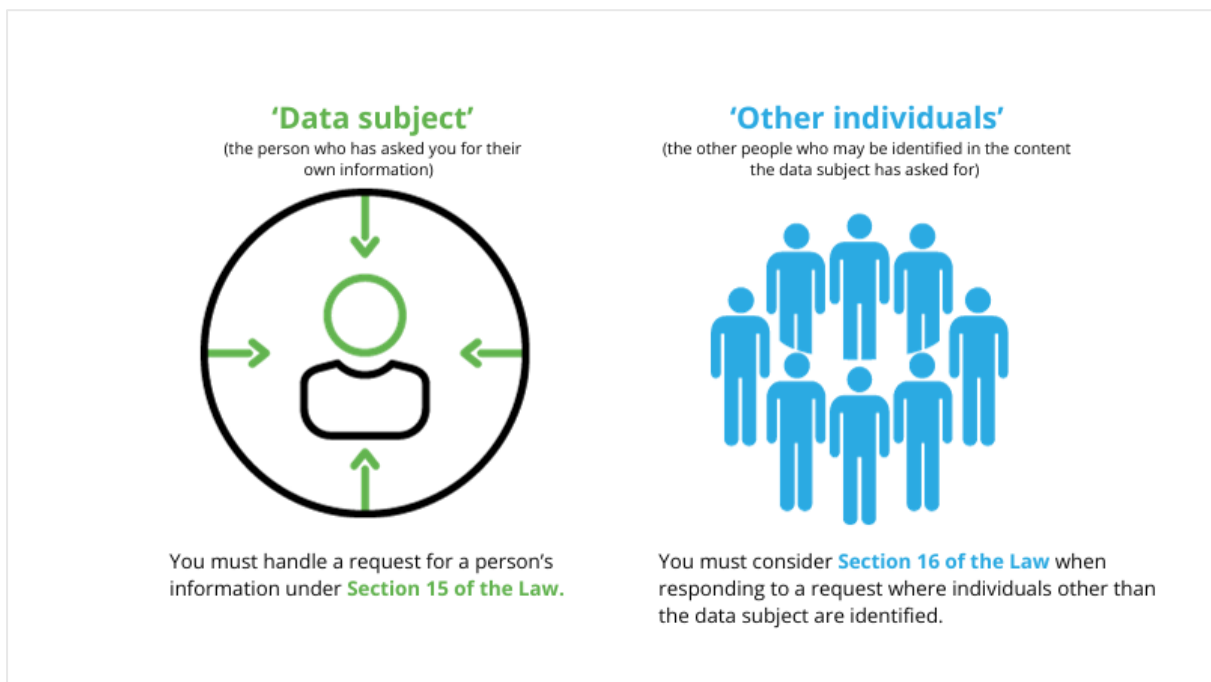 ‘Data subject’
(the person who has asked you for their
own information)
You must handle a request for a person’s
information under Section 15 of the Law.
‘Other individuals’
(the other people who may be identified in the content
the data subject has asked for)
You must consider Section 16 of the Law when
responding to a request where individuals other than
the data subject are identified.